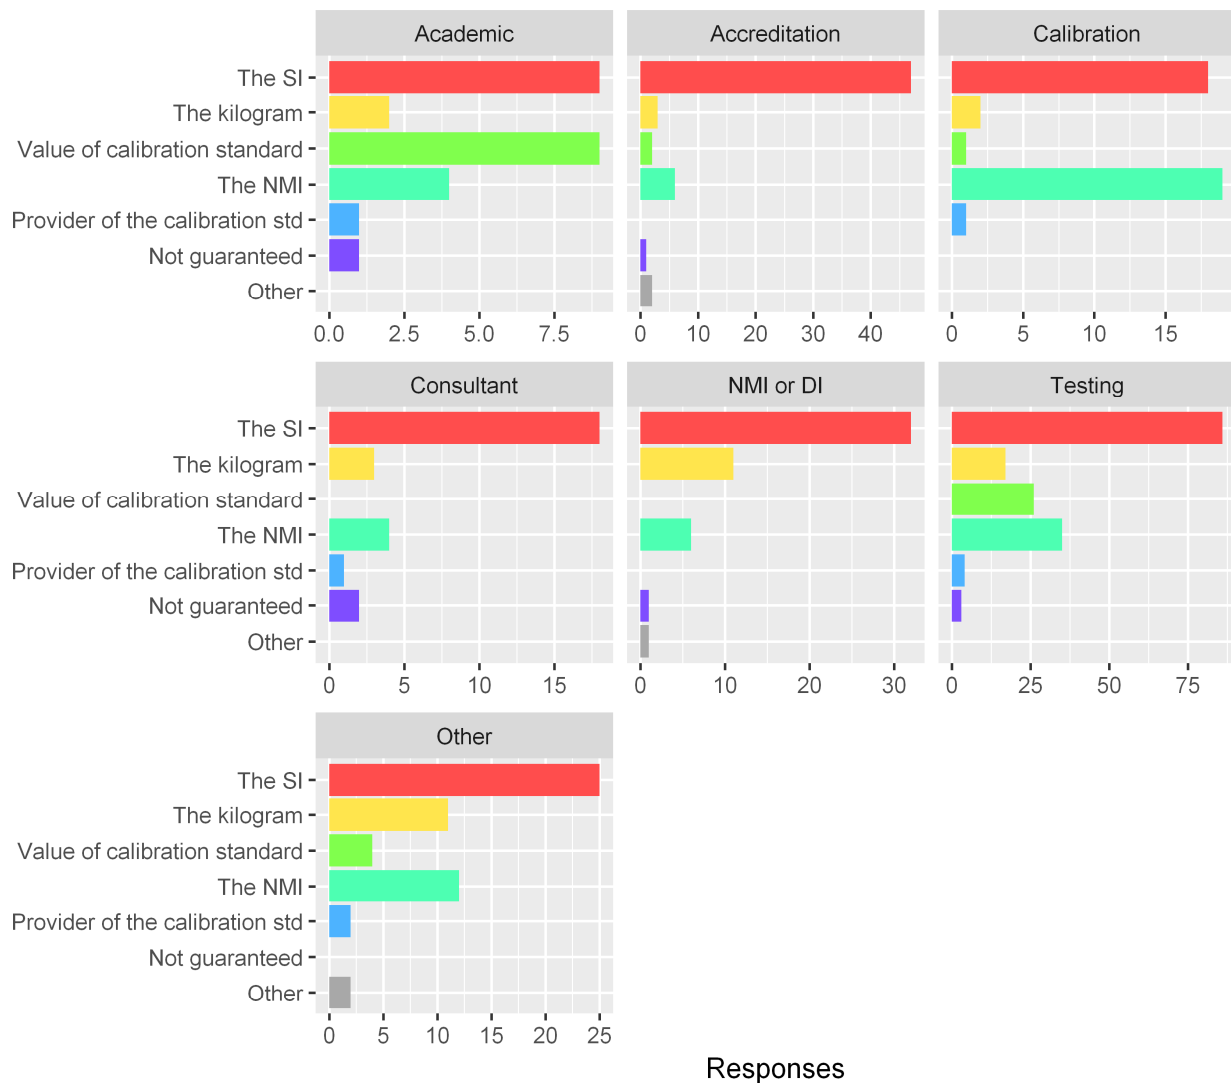 Academic Accreditation Calibration
The SI
The kilogram
Value of calibration standard
The NMI
Provider of the calibration std
Not guaranteed
Other
0.0 2.5 5.0 7.5 0 10 20 30 40 0 5 10 15
Consultant NMI or DI Testing
The SI
The kilogram
Value of calibration standard
The NMI
Provider of the calibration std
Not guaranteed
Other
0 5 10 15 0 10 20 30 0 25 50 75
Other
The SI
The kilogram
Value of calibration standard
The NMI
Provider of the calibration std
Not guaranteed
Other
0 5 10 15 20 25
Responses